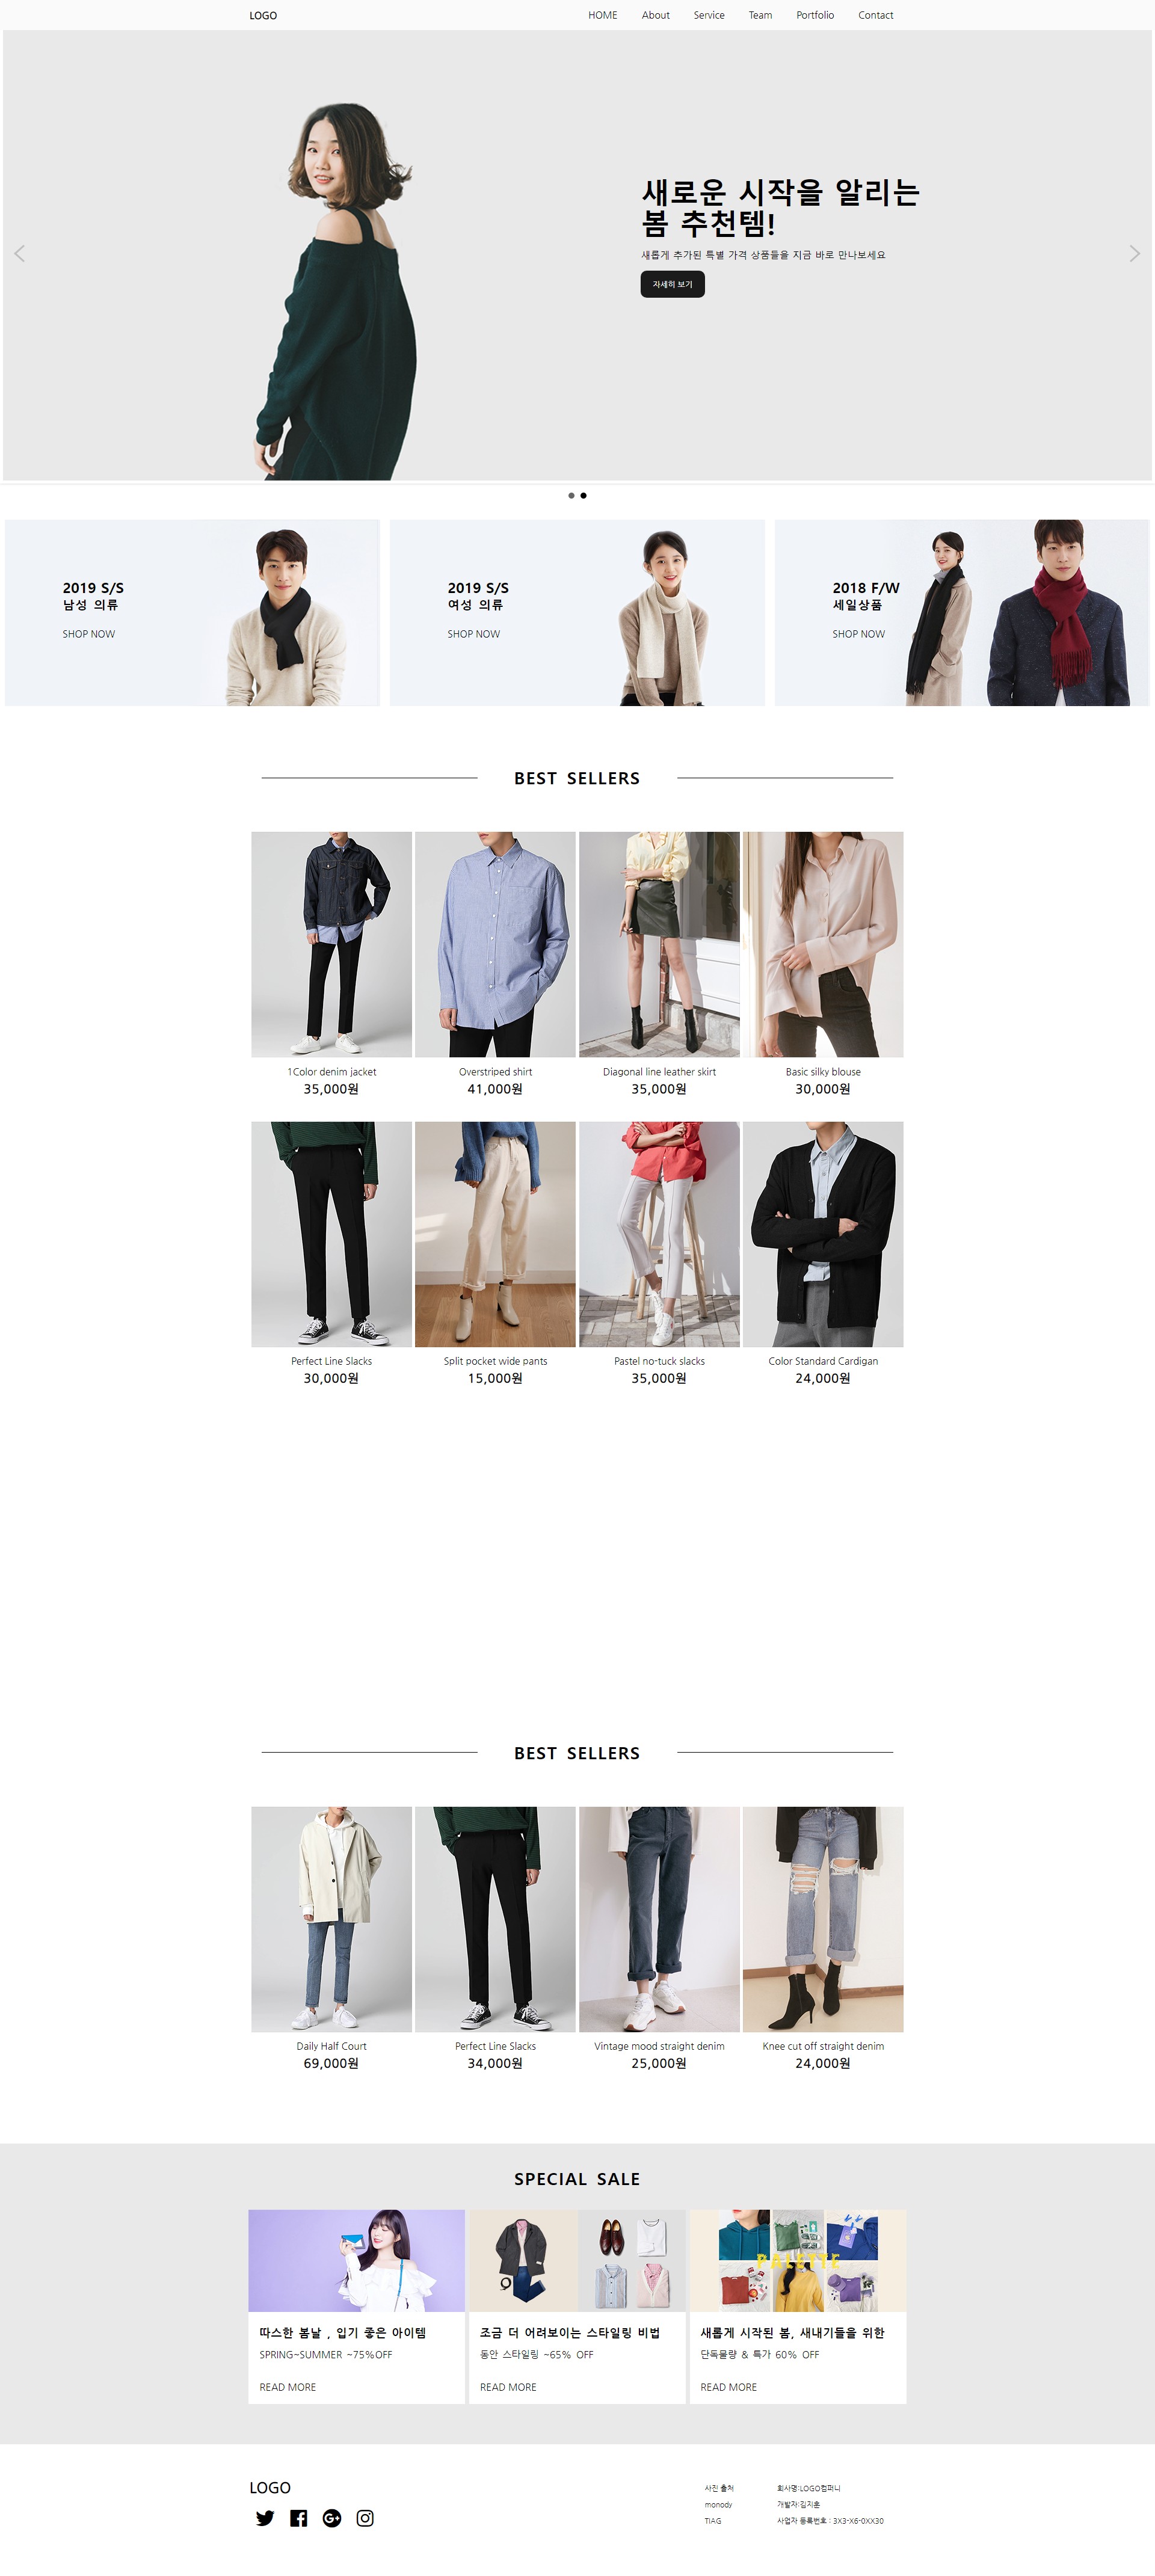 LOGO
HOME About Service Team Portfolio Contact
새로운 시작을 알리는
봄 추천템!
새롭게 추가된 특별 가격 상품들을 지금 바로 만나보세요
자세히 보기
2019 S/S
남성 의류
SHOP NOW
2019 S/S
여성 의류
SHOP NOW
2018 F/W
세일상품
SHOP NOW
BEST SELLERS
1Color denim jacket
35,000원
Overstriped shirt
41,000원
Diagonal line leather skirt
35,000원
Basic silky blouse
30,000원
Perfect Line Slacks
30,000원
Split pocket wide pants
15,000원
Pastel no-tuck slacks
35,000원
Color Standard Cardigan
24,000원
BEST SELLERS
Daily Half Court
69,000원
Perfect Line Slacks
34,000원
Vintage mood straight denim
25,000원
Knee cut off straight denim
24,000원
SPECIAL SALE
따스한 봄날 , 입기 좋은 아이템
SPRING~SUMMER ~75%OFF
READ MORE
조금 더 어려보이는 스타일링 비법
동안 스타일링 ~65% OFF
READ MORE
PALETTE
새롭게 시작된 봄, 새내기들을 위한
단독물량 & 특가 60% OFF
READ MORE
LOGO
사진 출처
monody
TIAG
회사명:LOGO컴퍼니
개발자:김지훈
사업자 등록번호 : 3X3-X6-0XX30